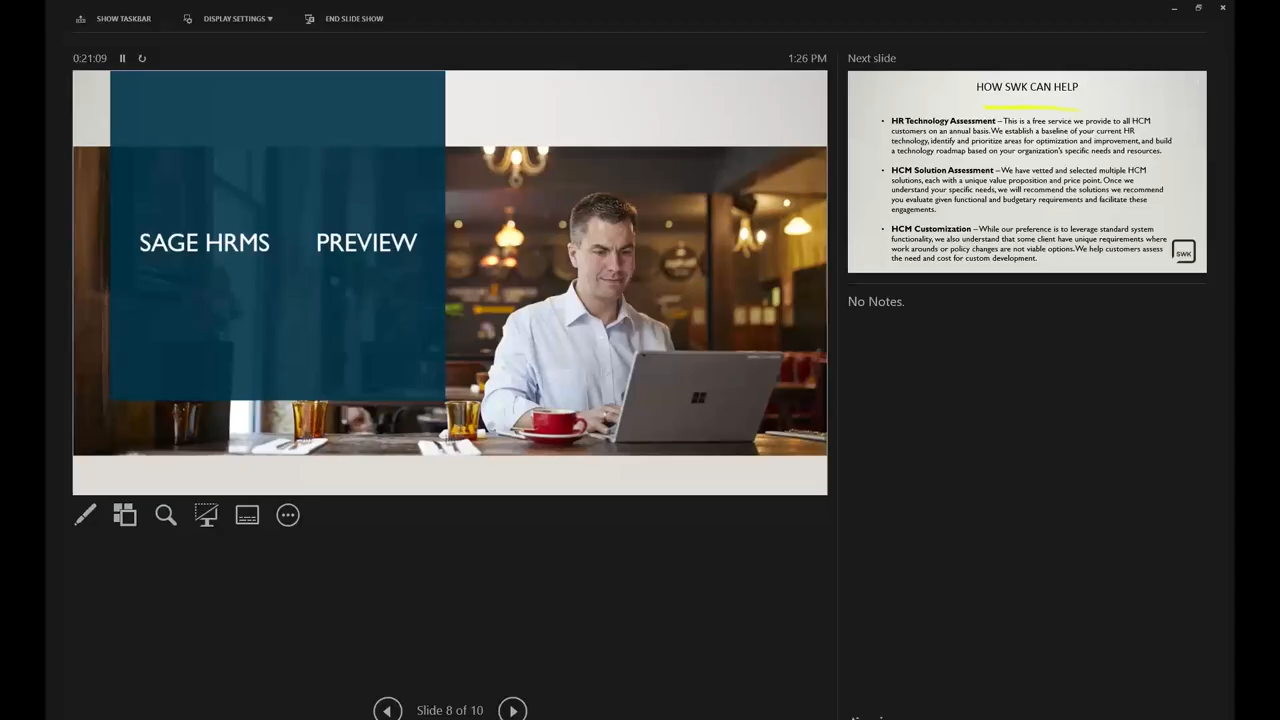 SHOW TASKBAR DISPLAY SETTINGS ▾ END SLIDE SHOW
0:21:09 1:26 PM Next slide
SAGE HRMS PREVIEW
HOW SWK CAN HELP
• HR Technology Assessment – This is a free service we provide to all HCM
customers on an annual basis. We establish a baseline of your current HR
technology, identify and prioritize areas for optimization and improvement, and build
a technology roadmap based on your organization's specific needs and resources.
• HCM Solution Assessment – We have vetted and selected multiple HCM
solutions, each with a unique value proposition and price point. Once we
understand your specific needs, we will recommend the solutions we recommend
you evaluate given functional and budgetary requirements and facilitate these
engagements.
• HCM Customization – While our preference is to leverage standard system
functionality, we also understand that some client have unique requirements where
work arounds or policy changes are not viable options. We help customers assess
the need and cost for custom development.
SWK
No Notes.
Slide 8 of 10